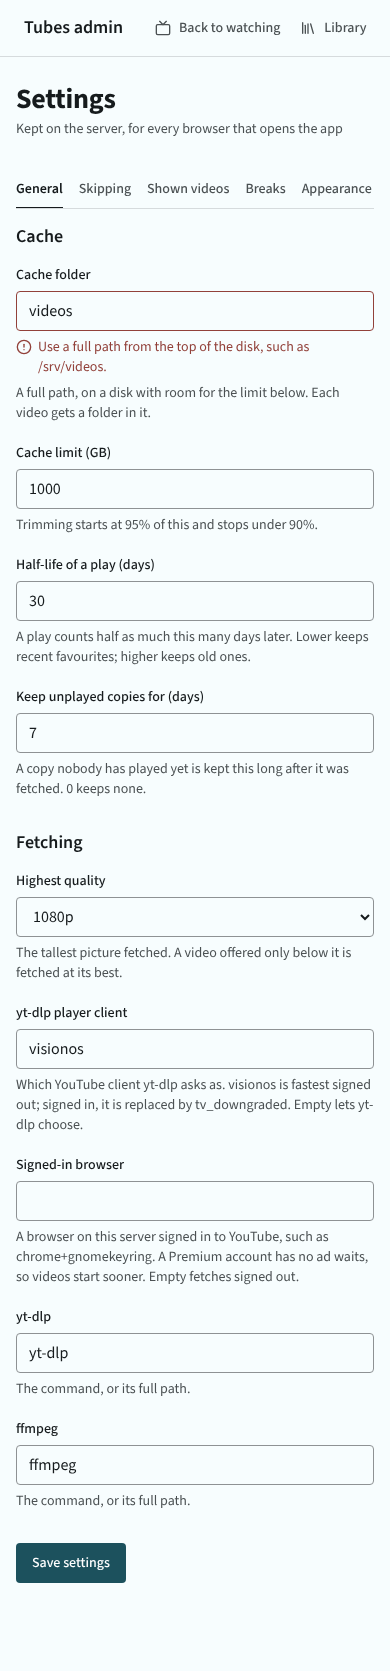 Tubes admin
Back to watching
Library
Settings
Kept on the server, for every browser that opens the app
General
Skipping
Shown videos
Breaks
Appearance
Cache
Cache folder
videos
Use a full path from the top of the disk, such as
/srv/videos.
A full path, on a disk with room for the limit below. Each
video gets a folder in it.
Cache limit (GB)
1000
Trimming starts at 95% of this and stops under 90%.
Half-life of a play (days)
30
A play counts half as much this many days later. Lower keeps
recent favourites; higher keeps old ones.
Keep unplayed copies for (days)
7
A copy nobody has played yet is kept this long after it was
fetched. 0 keeps none.
Fetching
Highest quality
1080p
The tallest picture fetched. A video offered only below it is
fetched at its best.
yt-dlp player client
visionos
Which YouTube client yt-dlp asks as. visionos is fastest signed
out; signed in, it is replaced by tv_downgraded. Empty lets yt-
dlp choose.
Signed-in browser
A browser on this server signed in to YouTube, such as
chrome+gnomekeyring. A Premium account has no ad waits,
so videos start sooner. Empty fetches signed out.
yt-dlp
yt-dlp
The command, or its full path.
ffmpeg
ffmpeg
The command, or its full path.
Save settings